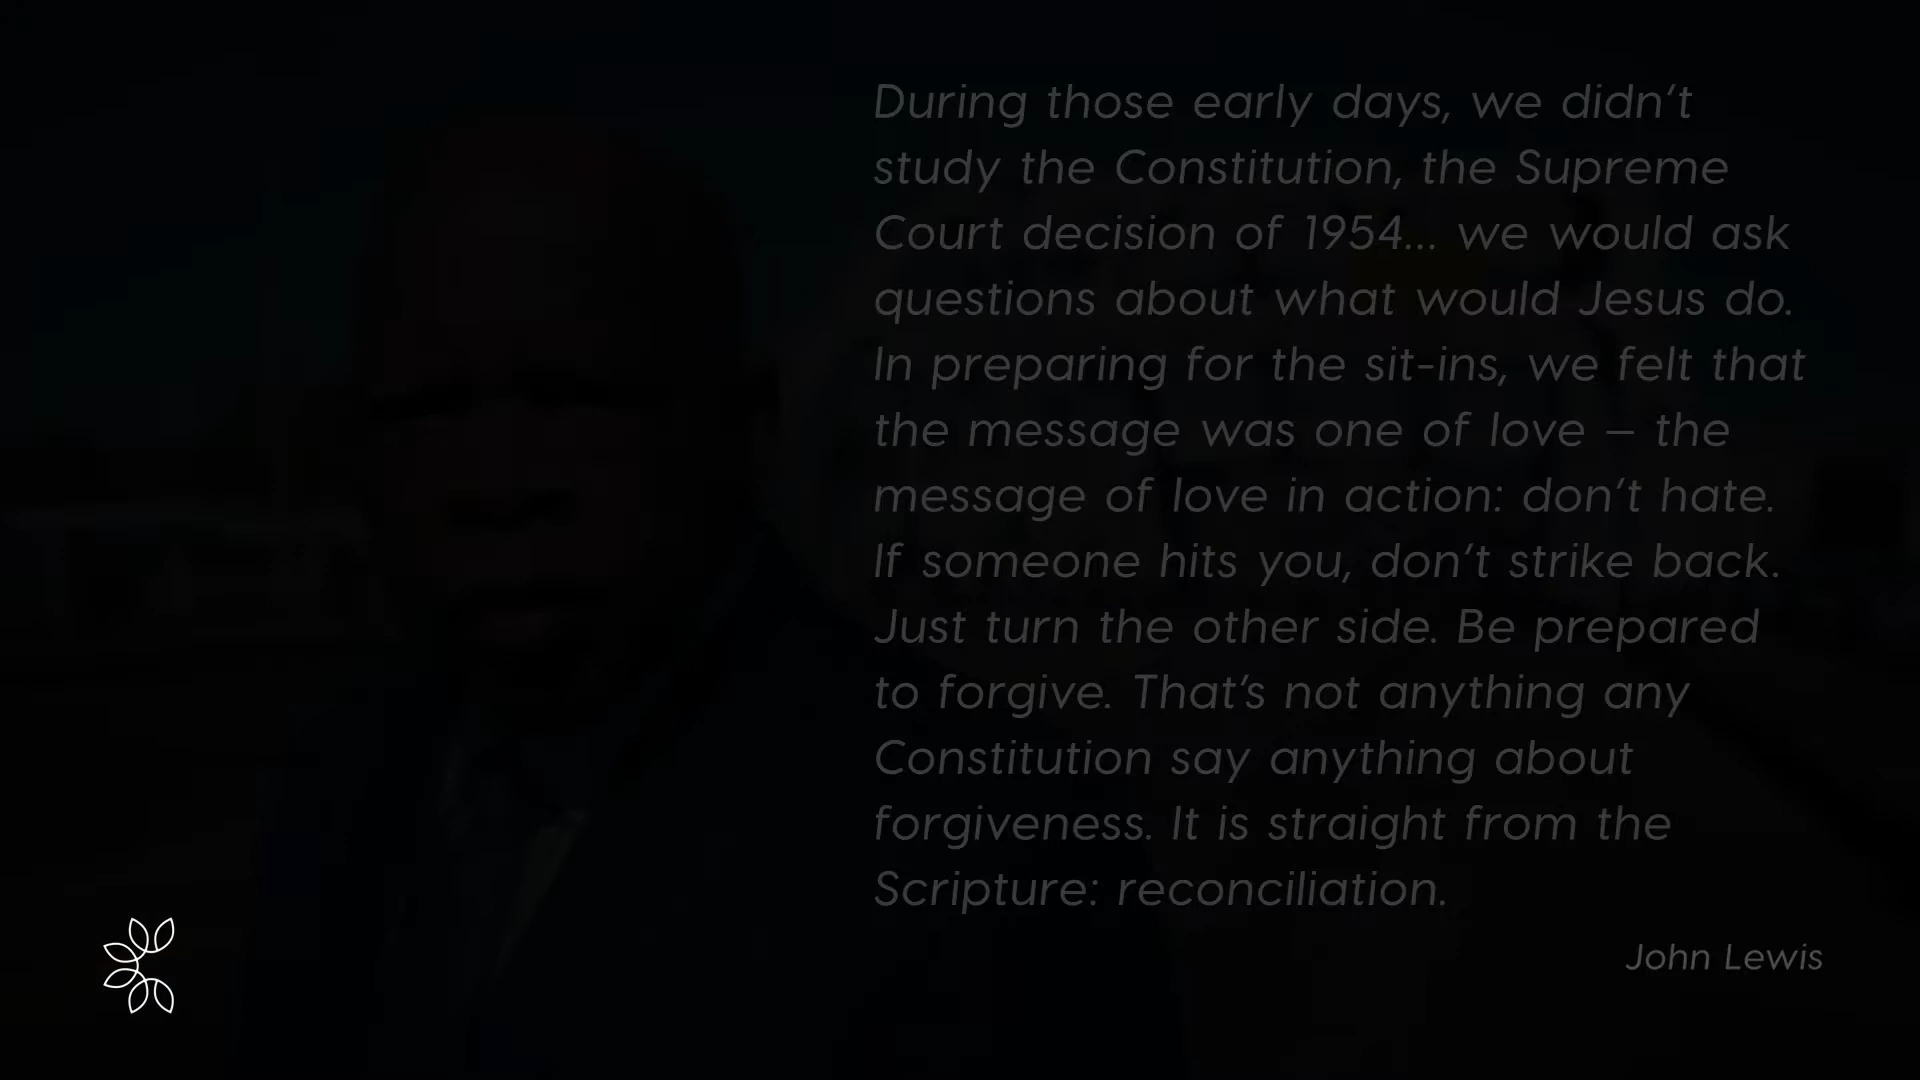 During those early days, we didn’t
study the Constitution, the Supreme
Court decision of 1954... we would ask
questions about what would Jesus do.
In preparing for the sit-ins, we felt that
the message was one of love – the
message of love in action: don’t hate.
If someone hits you, don’t strike back.
Just turn the other side. Be prepared
to forgive. That’s not anything any
Constitution say anything about
forgiveness. It is straight from the
Scripture: reconciliation.
John Lewis